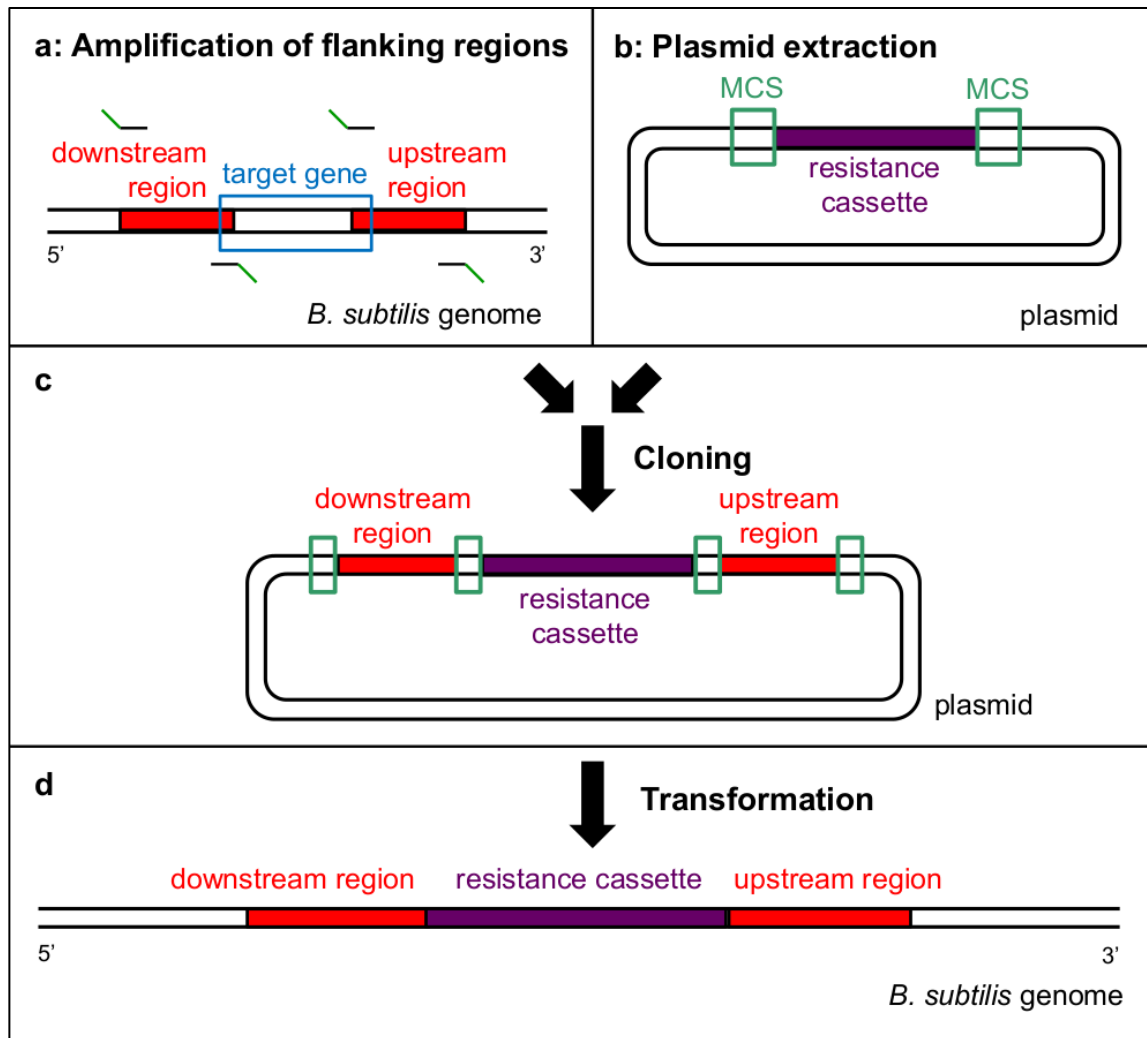 a: Amplification of flanking regions
downstream
region
target gene
upstream
region
5'
3'
B. subtilis genome
b: Plasmid extraction
MCS
MCS
resistance
cassette
plasmid
c
Cloning
downstream
region
upstream
region
resistance
cassette
plasmid
d
Transformation
downstream region
resistance cassette
upstream region
5'
3'
B. subtilis genome